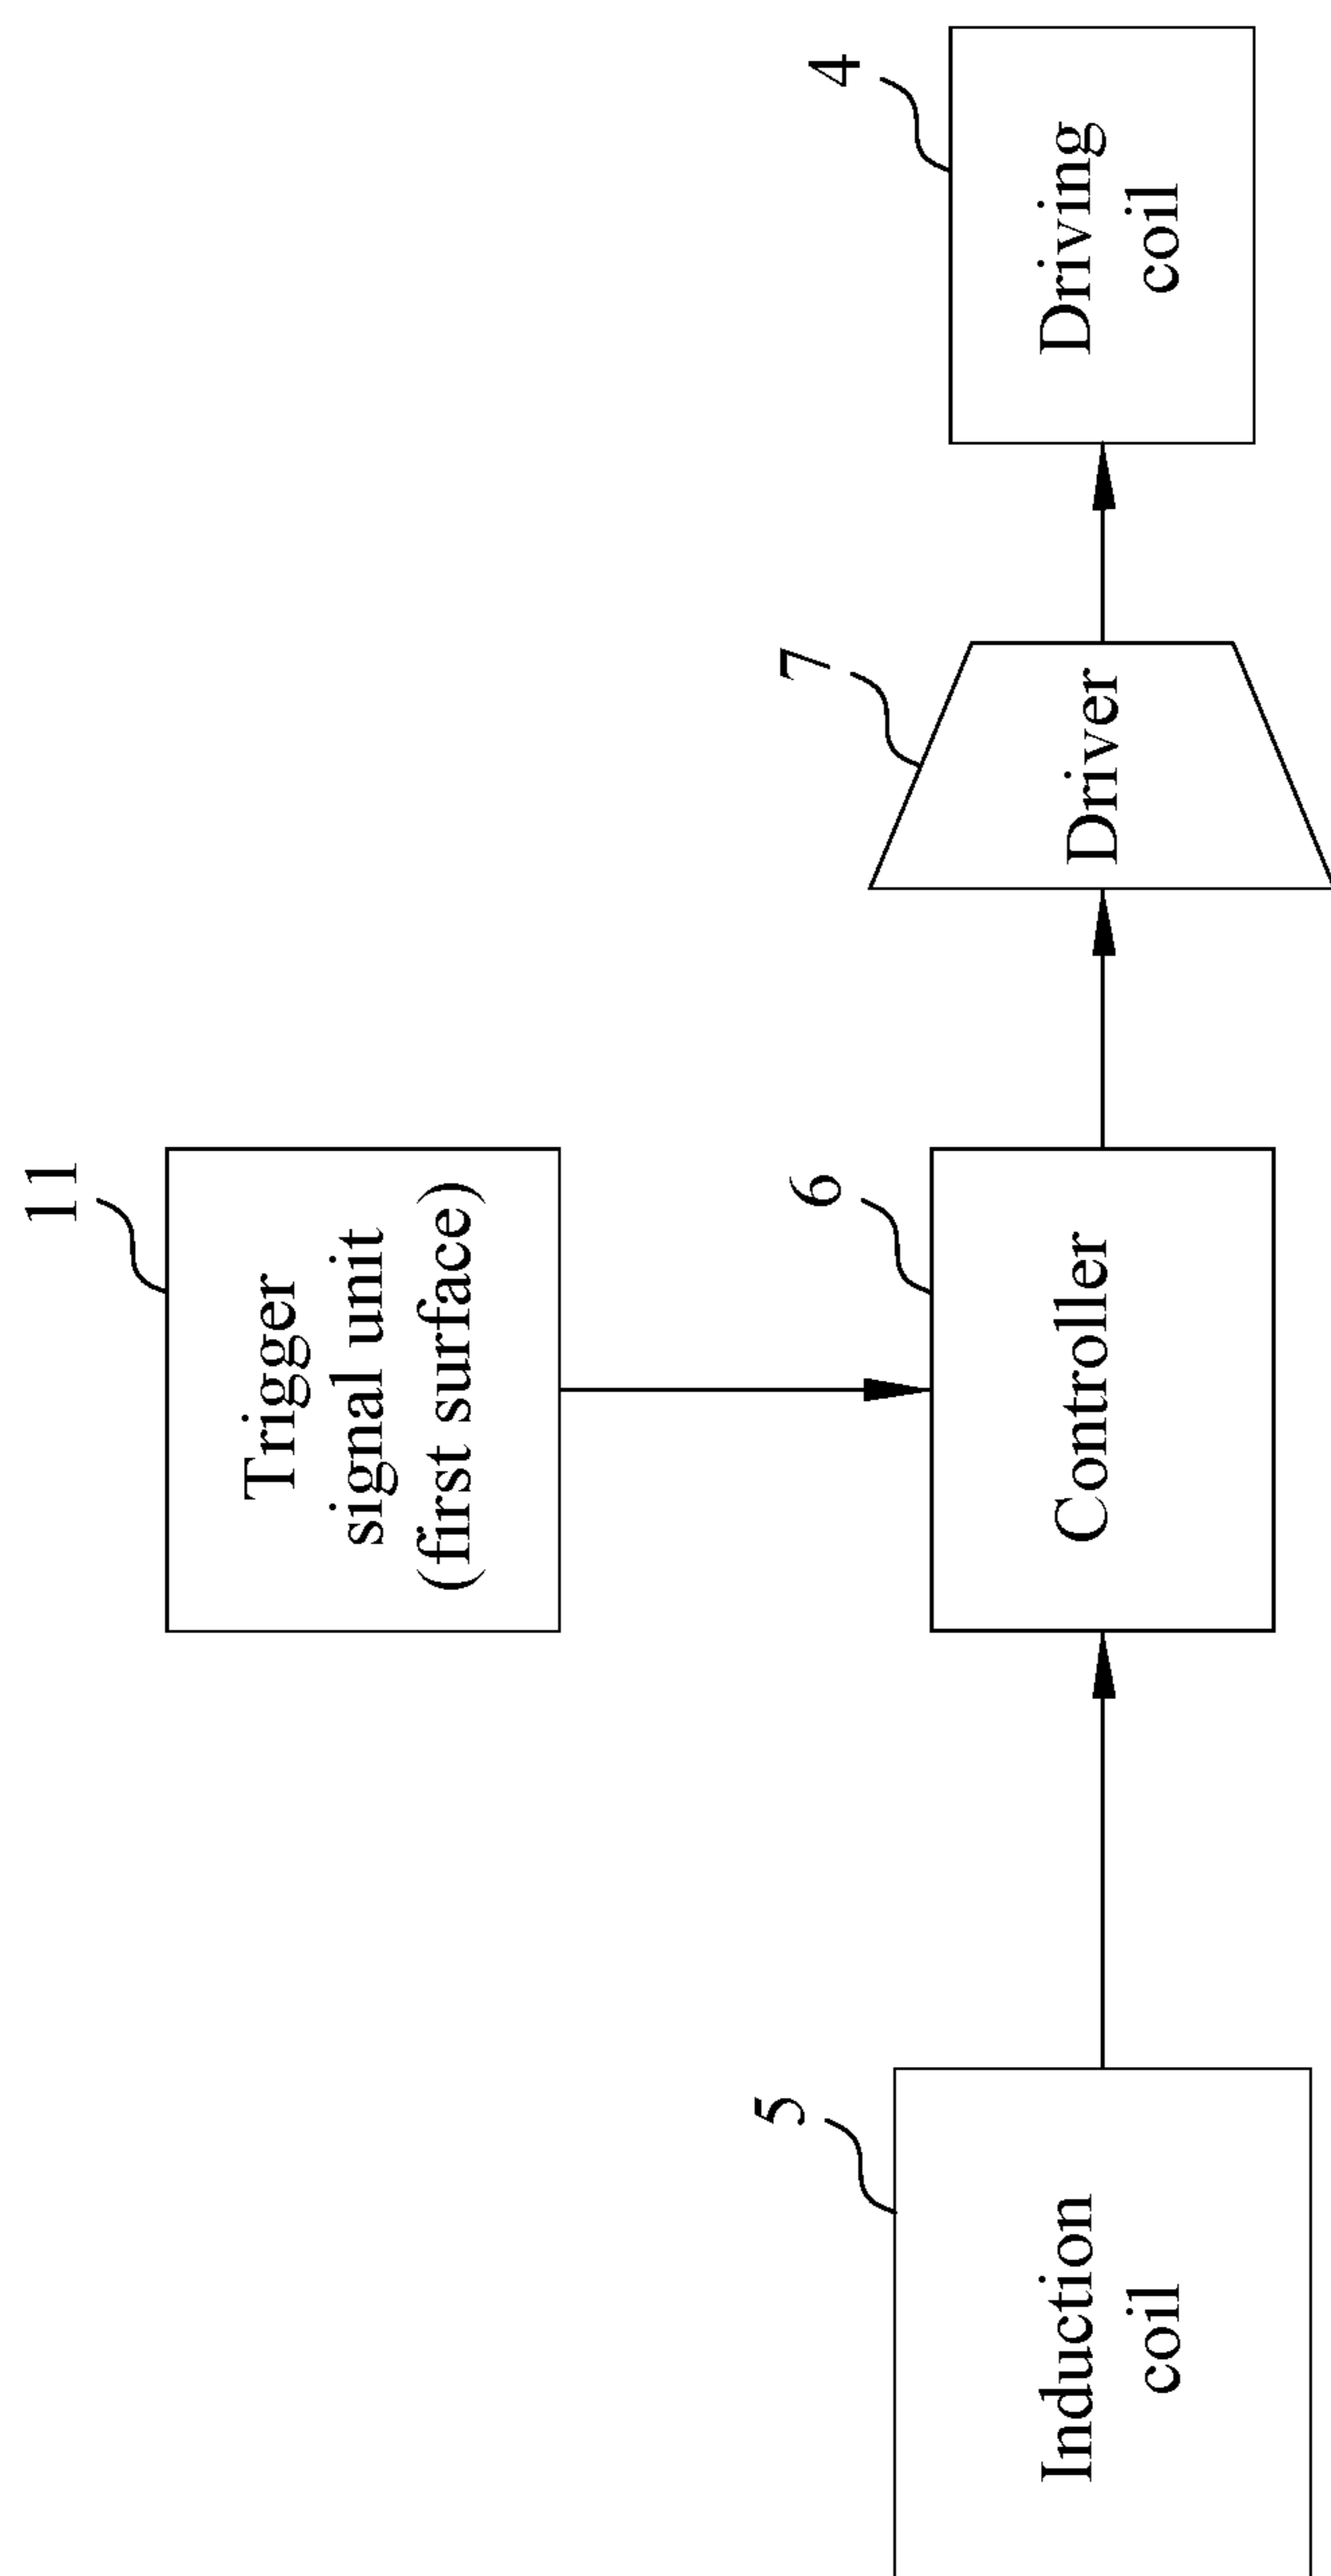 11
Trigger
signal unit
(first surface)
5
Induction
coil
6
Controller
7
Driver
4
Driving
coil